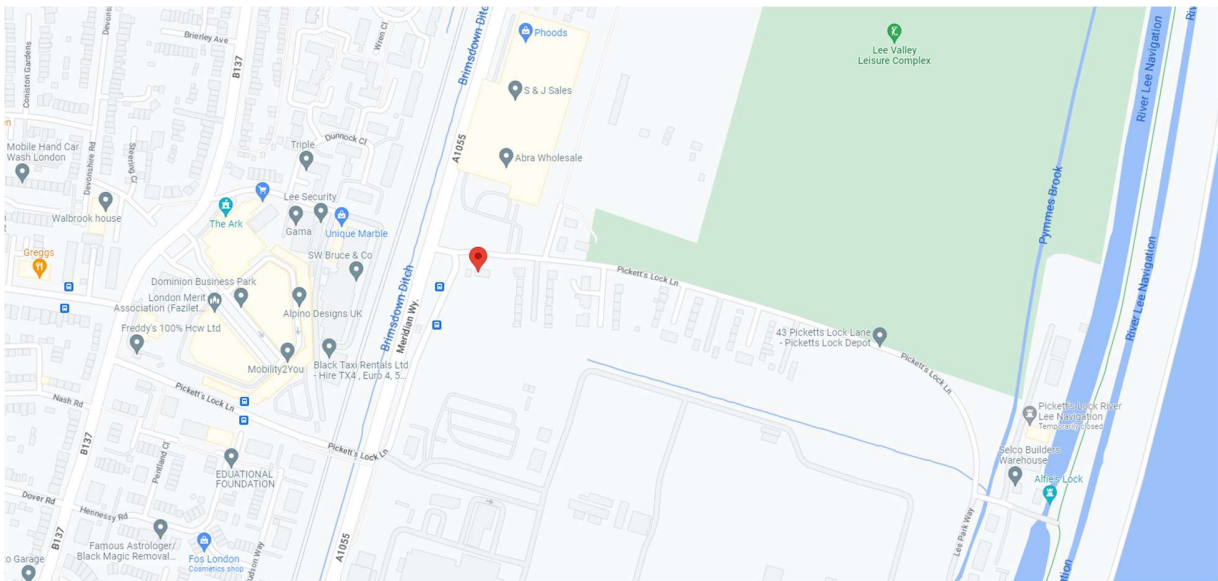 Brierley Ave
Coniston Gardens
B137
Wren Cl
Brimsdown Ditch
Phoods
S & J Sales
A1055
Abra Wholesale
Lee Valley
Leisure Complex
River Lee Navigation
Pymmes Brook
Dunnock Cl
Triple
Mobile Hand Car
Wash London
Devonshire Rd
Steering Cl
Walbrook house
The Ark
Lee Security
Gama
Unique Marble
SW Bruce & Co
Greggs
Dominion Business Park
London Merit
Association (Fazilet...
Alpino Designs UK
Freddy's 100% Hcw Ltd
Mobility2You
Black Taxi Rentals Ltd
- Hire TX4 , Euro 4, 5...
Brimsdown Ditch
Meridian Wy.
Pickett's Lock Ln
43 Picketts Lock Lane
- Picketts Lock Depot
Pickett's Lock Ln
River Lee Navigation
Pickett's Lock Ln
Nash Rd
B137
Pentland Cl
Pickett's Lock Ln
EDUATIONAL
FOUNDATION
Dover Rd
Hennessy Rd
B137
Famous Astrologer/
Black Magic Removal...
Fos London
Cosmetics shop
A1055
Picketts Lock River
Lee Navigation
Temporarily closed
Selco Builders
Warehouse
Alfie's Lock
Lee Park Way